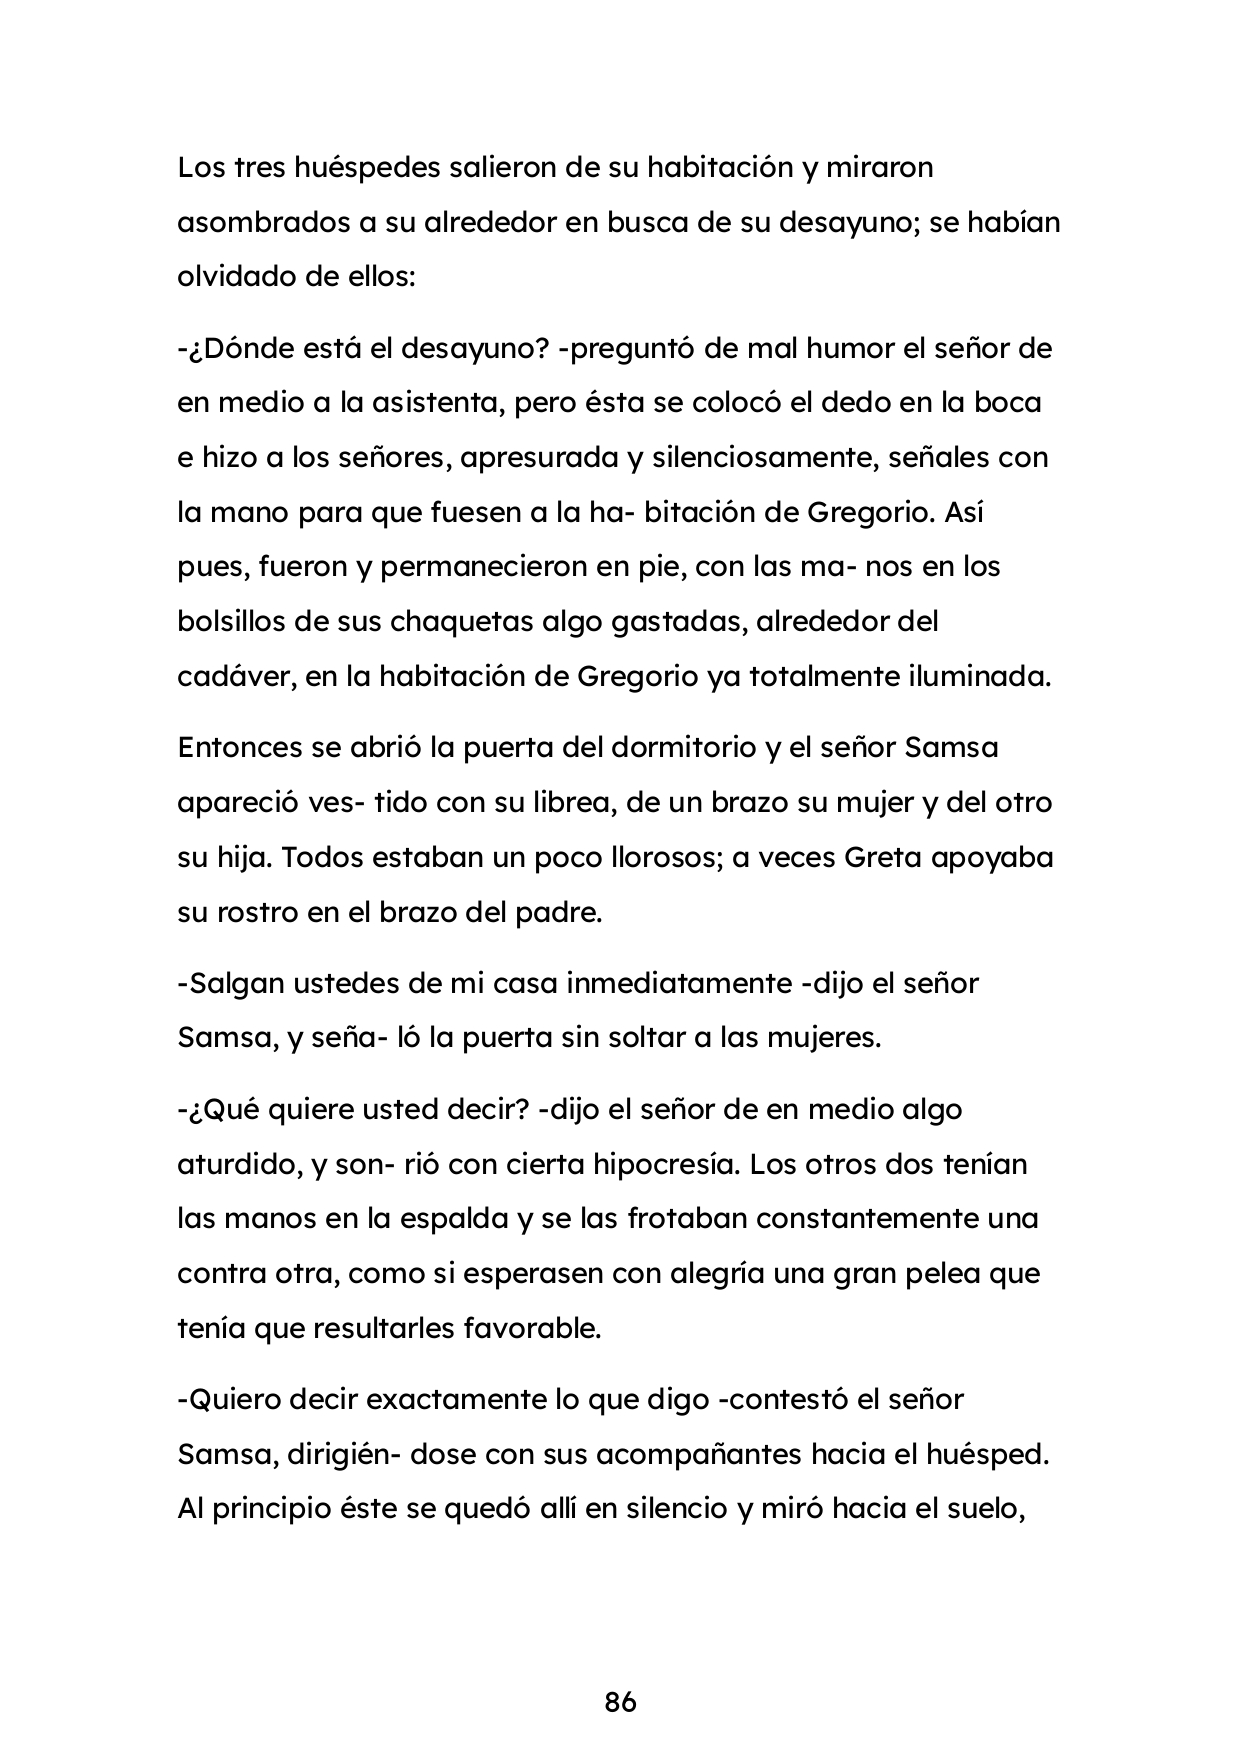 Los tres huéspedes salieron de su habitación y miraron
asombrados a su alrededor en busca de su desayuno; se habían
olvidado de ellos:
-¿Dónde está el desayuno? -preguntó de mal humor el señor de
en medio a la asistenta, pero ésta se colocó el dedo en la boca
e hizo a los señores, apresurada y silenciosamente, señales con
la mano para que fuesen a la ha- bitación de Gregorio. Así
pues, fueron y permanecieron en pie, con las ma- nos en los
bolsillos de sus chaquetas algo gastadas, alrededor del
cadáver, en la habitación de Gregorio ya totalmente iluminada.
Entonces se abrió la puerta del dormitorio y el señor Samsa
apareció ves- tido con su librea, de un brazo su mujer y del otro
su hija. Todos estaban un poco llorosos; a veces Greta apoyaba
su rostro en el brazo del padre.
-Salgan ustedes de mi casa inmediatamente -dijo el señor
Samsa, y seña- ló la puerta sin soltar a las mujeres.
-¿Qué quiere usted decir? -dijo el señor de en medio algo
aturdido, y son- rió con cierta hipocresía. Los otros dos tenían
las manos en la espalda y se las frotaban constantemente una
contra otra, como si esperasen con alegría una gran pelea que
tenía que resultarles favorable.
-Quiero decir exactamente lo que digo -contestó el señor
Samsa, dirigién- dose con sus acompañantes hacia el huésped.
Al principio éste se quedó allí en silencio y miró hacia el suelo,
86